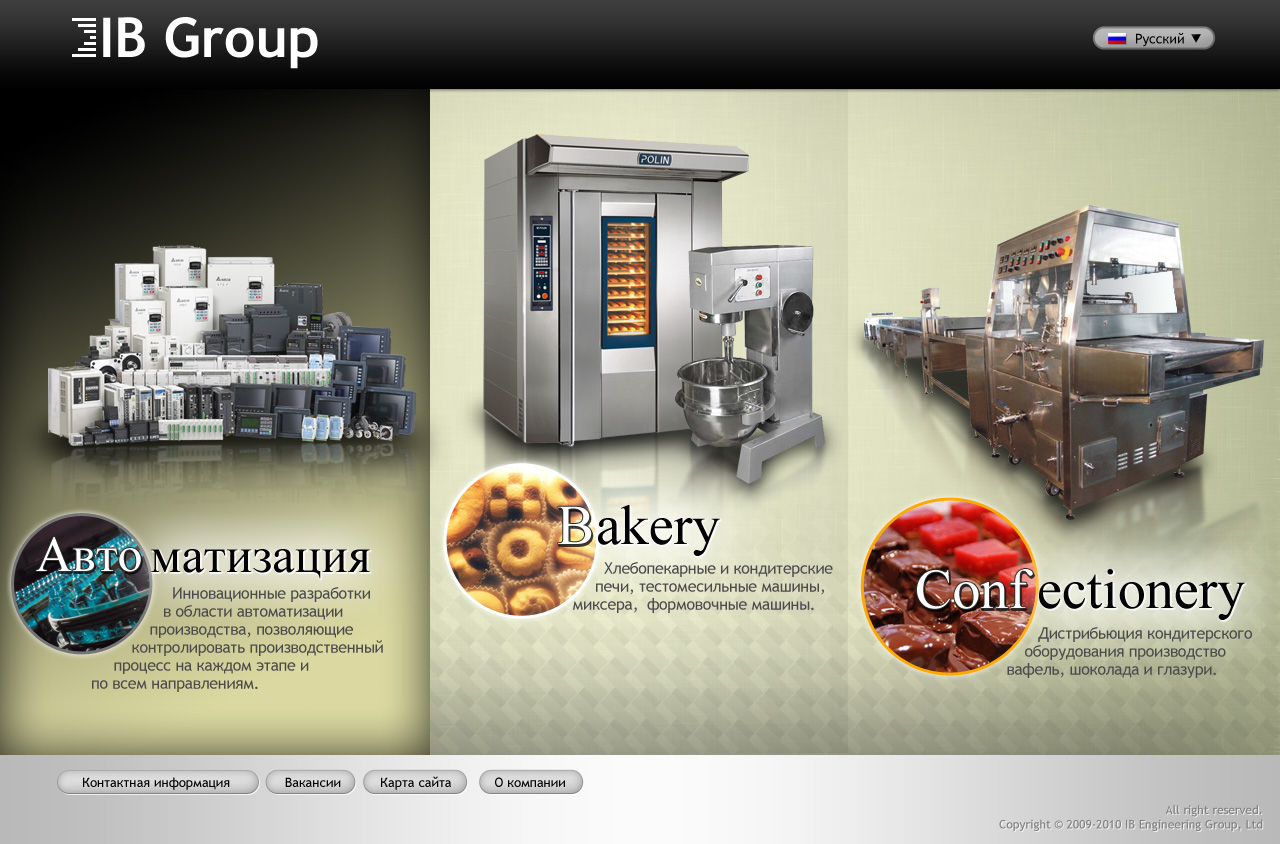 IB Group
Русский
POLIN
Автоматизация
Инновационные разработки
в области автоматизации
производства, позволяющие
контролировать производственный
процесс на каждом этапе и
по всем направлениям.
Bakery
Хлебопекарные и кондитерские
печи, тестомесильные машины,
миксера, формовочные машины.
Confectionery
Дистрибьюция кондитерского
оборудования производство
вафель, шоколада и глазури.
Контактная информация
Вакансии
Карта сайта
О компании
All right reserved.
Copyright © 2009-2010 IB Engineering Group, Ltd